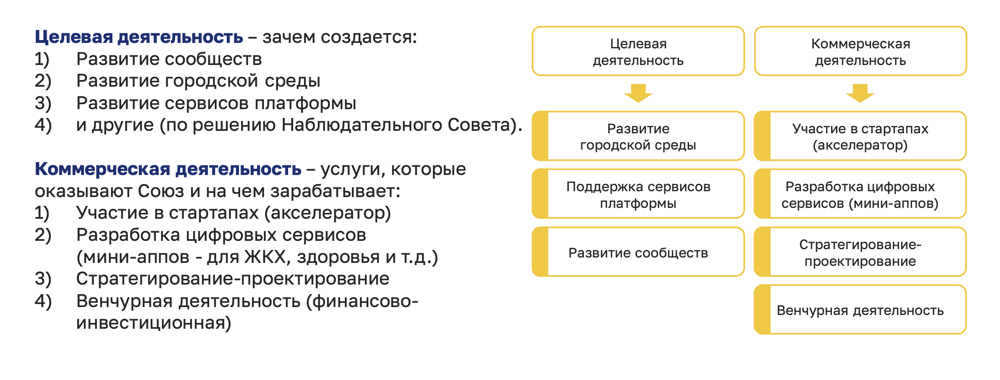 Целевая деятельность – зачем создается:
1) Развитие сообществ
2) Развитие городской среды
3) Развитие сервисов платформы
4) и другие (по решению Наблюдательного Совета).
Коммерческая деятельность – услуги, которые
оказывают Союз и на чем зарабатывает:
1) Участие в стартапах (акселератор)
2) Разработка цифровых сервисов
(мини-аппов - для ЖКХ, здоровья и т.д.)
3) Стратегирование-проектирование
4) Венчурная деятельность (финансово-
инвестиционная)
Целевая
деятельность
Развитие
городской среды
Поддержка сервисов
платформы
Развитие сообществ
Коммерческая
деятельность
Участие в стартапах
(акселератор)
Разработка цифровых
сервисов (мини-аппов)
Стратегирование-
проектирование
Венчурная деятельность